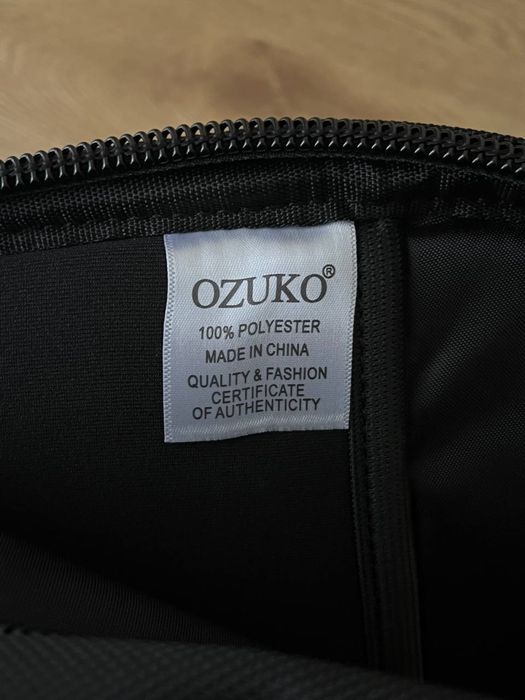 OZUKO®
100% POLYESTER
MADE IN CHINA
QUALITY & FASHION
CERTIFICATE
OF AUTHENTICITY